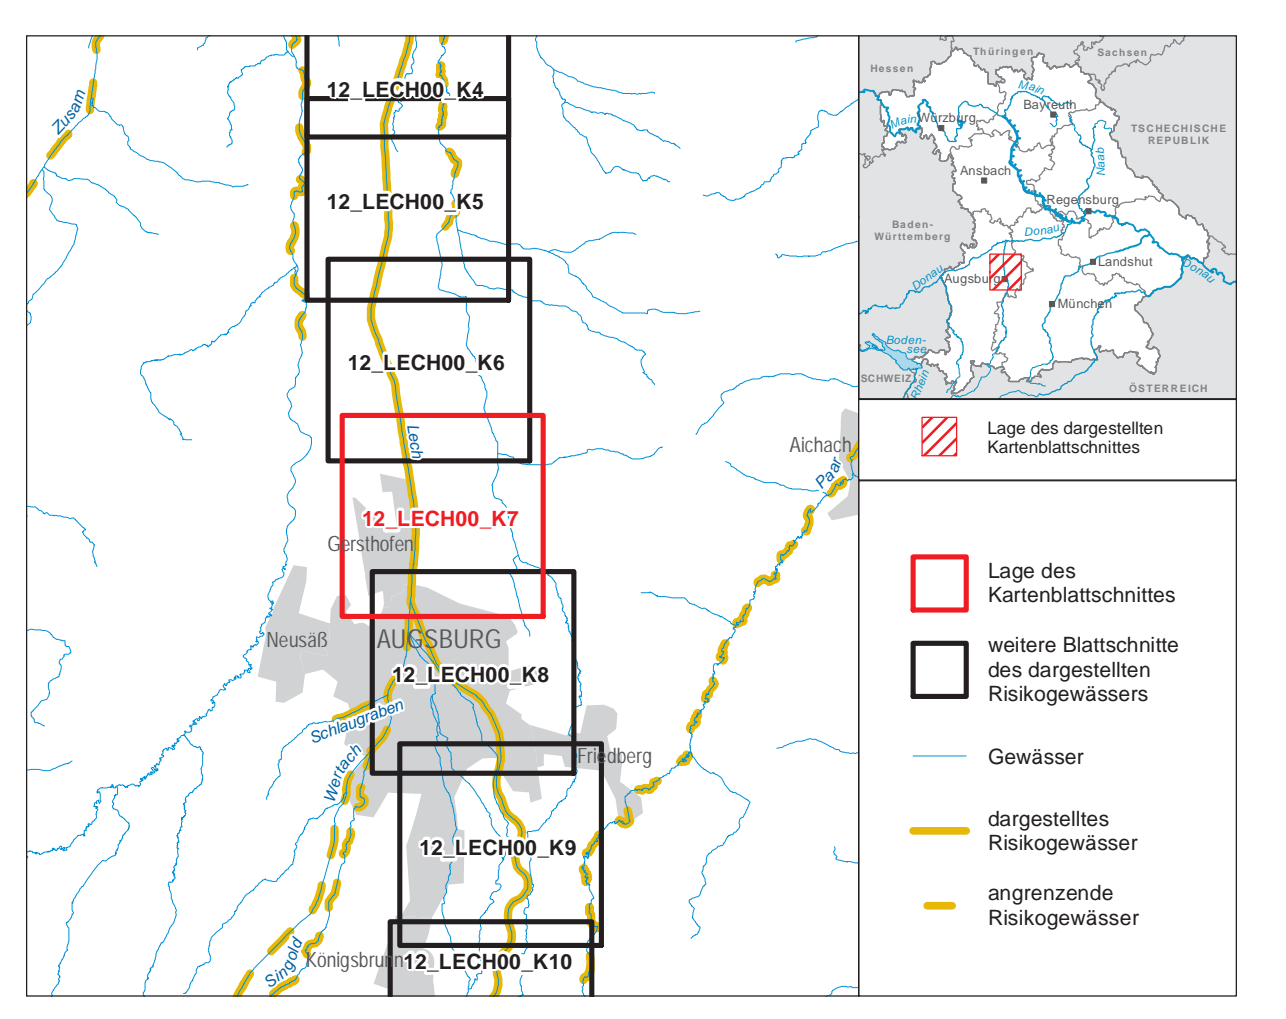 12_LECH00_K4
Zusam
12_LECH00_K5
12_LECH00_K6
Lech
Aichach
Paar
12_LECH00_K7
Gersthofen
Neusäß
AUGSBURG
12_LECH00_K8
Schlaugraben
Wertach
Friedberg
12_LECH00_K9
Singold
Königsbrunn
12_LECH00_K10
Thüringen
Sachsen
Hessen
Main
Bayreuth
Main
Würzburg
TSCHECHISCHE
REPUBLIK
Naab
Ansbach
Regensburg
Baden-
Württemberg
Donau
Landshut
Donau
Donau
Augsburg
München
Boden-
see
SCHWEIZ
Rhein
ÖSTERREICH
Lage des dargestellten
Kartenblattschnittes
Lage des
Kartenblattschnittes
weitere Blattschnitte
des dargestellten
Risikogewässers
Gewässer
dargestelltes
Risikogewässer
angrenzende
Risikogewässer